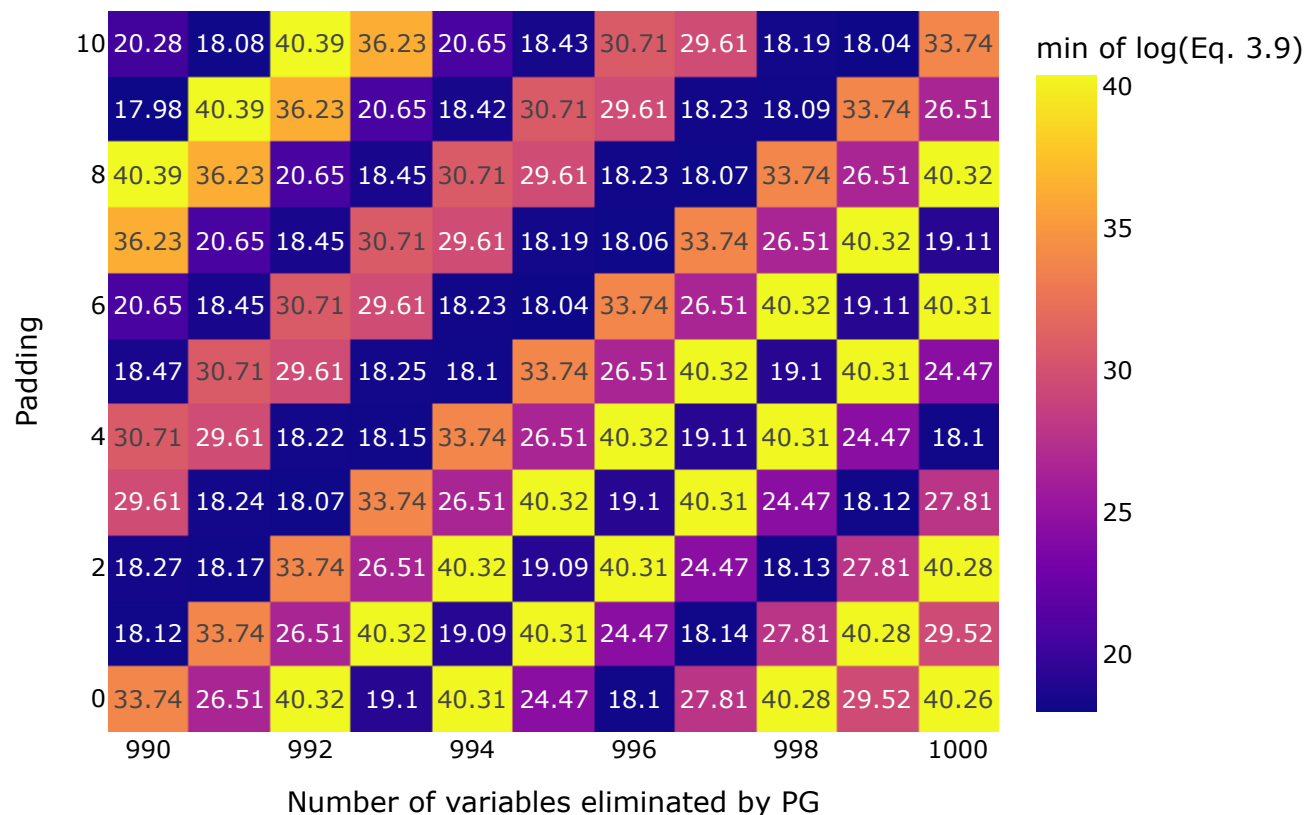 min of log(Eq. 3.9)
10 20.28 18.08 40.39 36.23 20.65 18.43 30.71 29.61 18.19 18.04 33.74
17.98 40.39 36.23 20.65 18.42 30.71 29.61 18.23 18.09 33.74 26.51
8 40.39 36.23 20.65 18.45 30.71 29.61 18.23 18.07 33.74 26.51 40.32
36.23 20.65 18.45 30.71 29.61 18.19 18.06 33.74 26.51 40.32 19.11
6 20.65 18.45 30.71 29.61 18.23 18.04 33.74 26.51 40.32 19.11 40.31
18.47 30.71 29.61 18.25 18.1 33.74 26.51 40.32 19.1 40.31 24.47
4 30.71 29.61 18.22 18.15 33.74 26.51 40.32 19.11 40.31 24.47 18.1
29.61 18.24 18.07 33.74 26.51 40.32 19.1 40.31 24.47 18.12 27.81
2 18.27 18.17 33.74 26.51 40.32 19.09 40.31 24.47 18.13 27.81 40.28
18.12 33.74 26.51 40.32 19.09 40.31 24.47 18.14 27.81 40.28 29.52
0 33.74 26.51 40.32 19.1 40.31 24.47 18.1 27.81 40.28 29.52 40.26
990 992 994 996 998 1000
Number of variables eliminated by PG
Padding
40
35
30
25
20